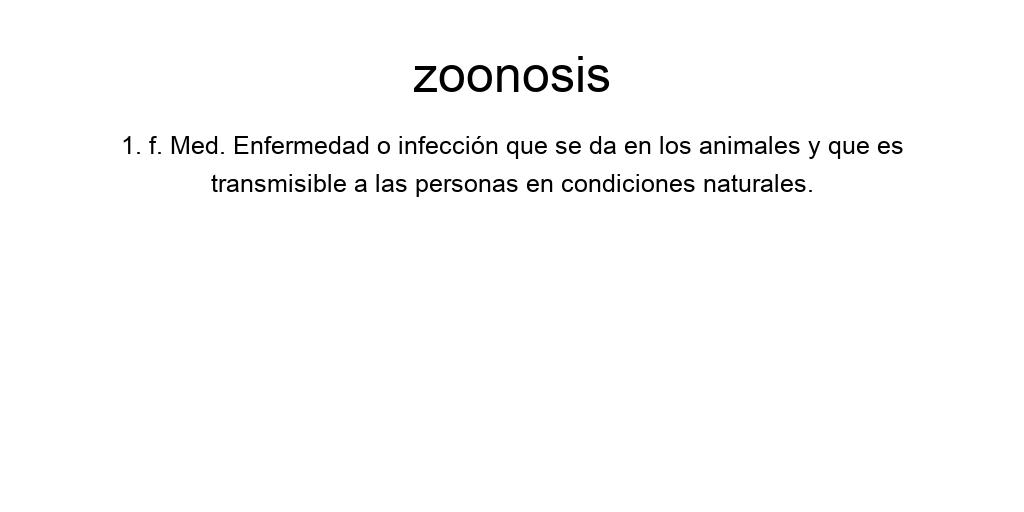 zoonosis
1. f. Med. Enfermedad o infección que se da en los animales y que es
transmisible a las personas en condiciones naturales.